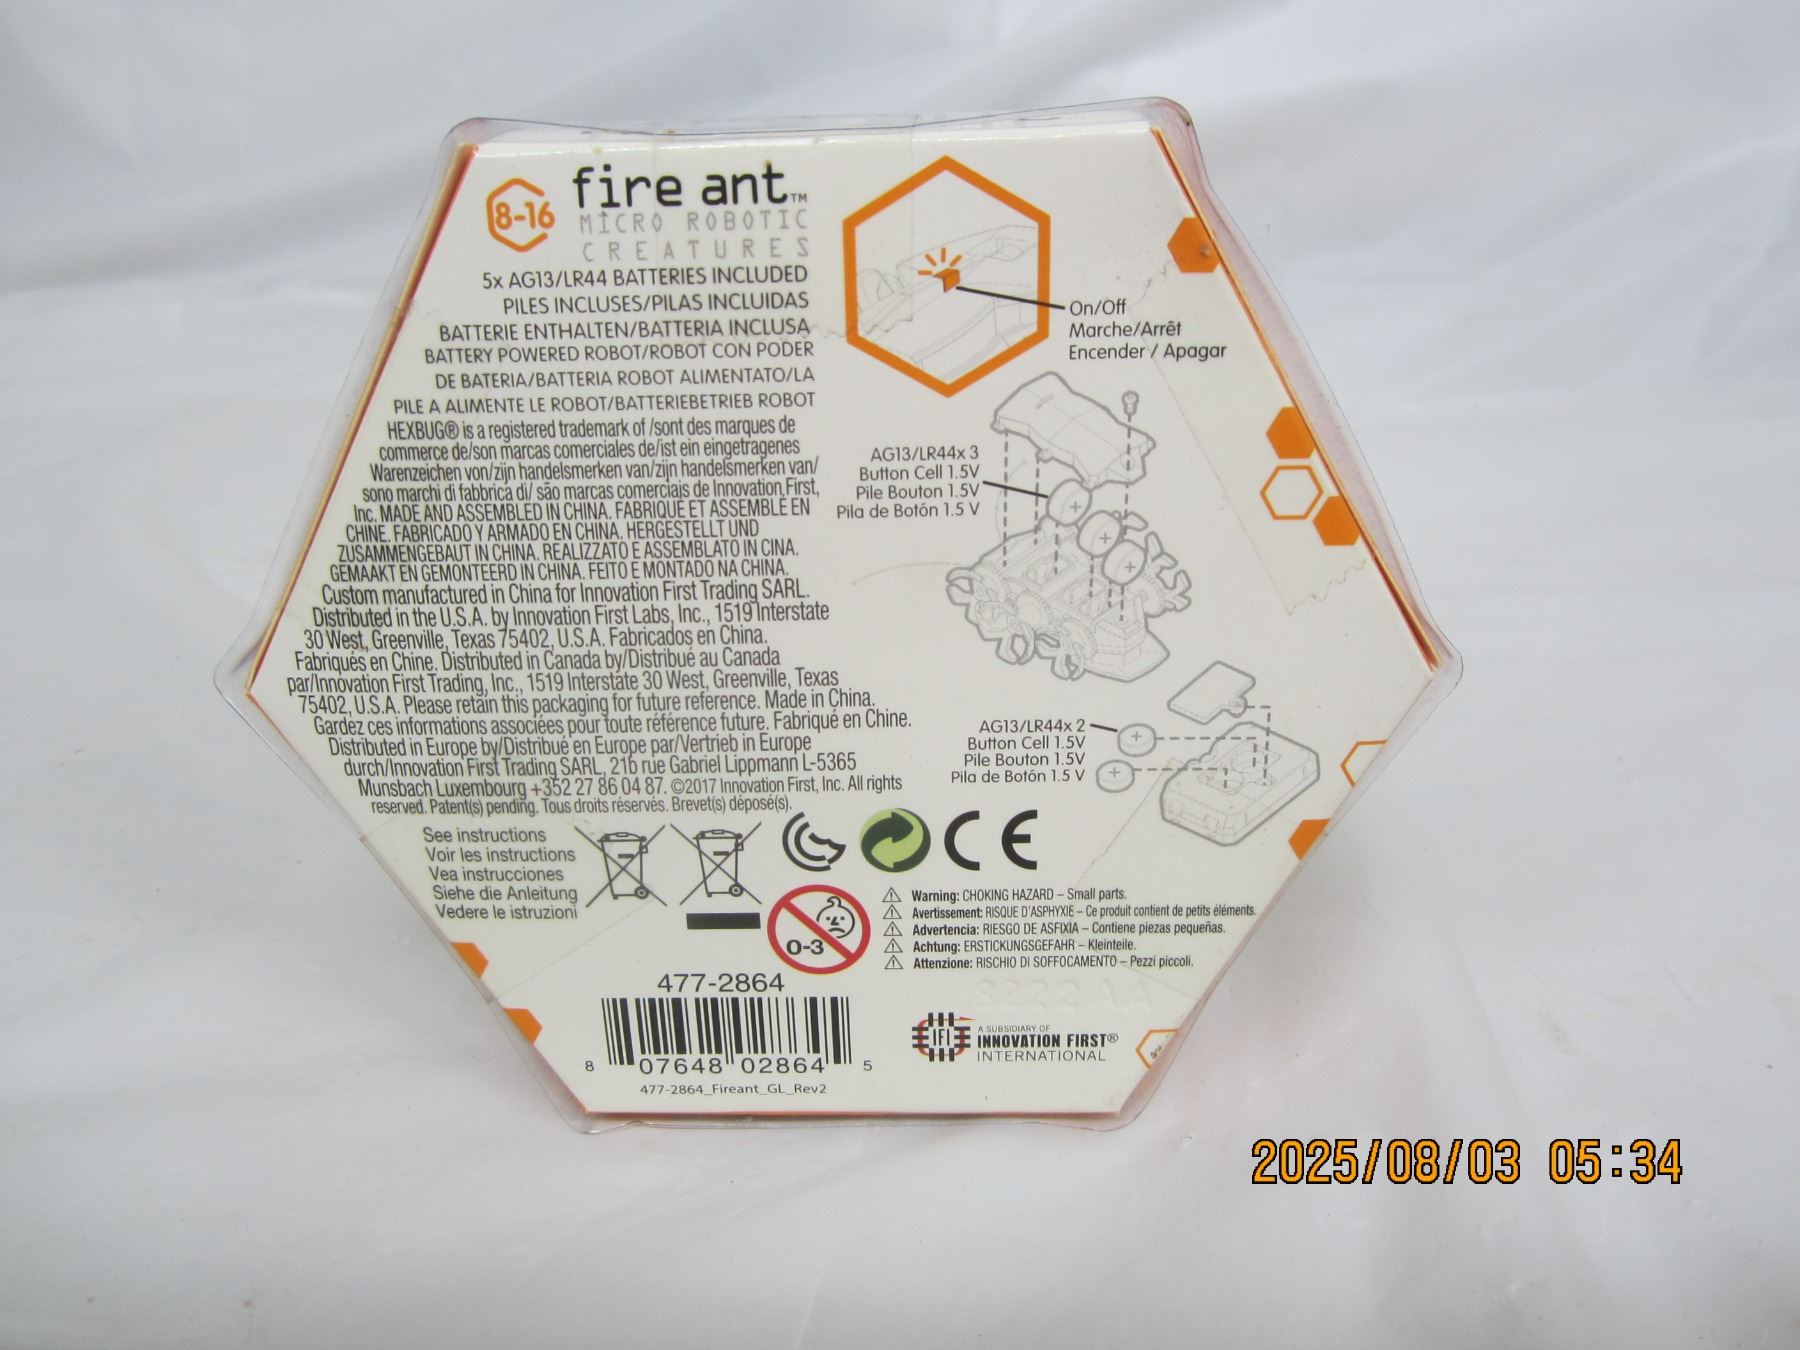 8-16
fire ant™
MICRO ROBOTIC
CREATURES
5x AG13/LR44 BATTERIES INCLUDED
PILES INCLUSES/PILAS INCLUIDAS
BATTERIE ENTHALTEN/BATTERIA INCLUSA
BATTERY POWERED ROBOT/ROBOT CON PODER
DE BATERIA/BATTERIA ROBOT ALIMENTATO/LA
PILE A ALIMENTE LE ROBOT/BATTERIEBETRIEB ROBOT
HEXBUG® is a registered trademark of /sont des marques de
commerce de/son marcas comerciales de/ist ein eingetragenes
Warenzeichen von/zijn handelsmerken van/zijn handelsmerken van/
sono marchi di fabbrica di/ são marcas comerciais de Innovation First,
Inc. MADE AND ASSEMBLED IN CHINA. FABRIQUÉ ET ASSEMBLÉ EN
CHINE. FABRICADO Y ARMADO EN CHINA. HERGESTELLT UND
ZUSAMMENGEBAUT IN CHINA. REALIZZATO E ASSEMBLATO IN CINA.
GEMAAKT EN GEMONTEERD IN CHINA. FEITO E MONTADO NA CHINA.
Custom manufactured in China for Innovation First Trading SARL.
Distributed in the U.S.A. by Innovation First Labs, Inc., 1519 Interstate
30 West, Greenville, Texas 75402, U.S.A. Fabricados en China.
Fabriqués en Chine. Distributed in Canada by/Distribué au Canada
par/Innovation First Trading, Inc., 1519 Interstate 30 West, Greenville, Texas
75402, U.S.A. Please retain this packaging for future reference. Made in China.
Gardez ces informations associées pour toute référence future. Fabriqué en Chine.
Distributed in Europe by/Distribué en Europe par/Vertrieb in Europe
durch/Innovation First Trading SARL, 21b rue Gabriel Lippmann L-5365
Munsbach Luxembourg +352 27 86 04 87. ©2017 Innovation First, Inc. All rights
reserved. Patent(s) pending. Tous droits réservés. Brevet(s) déposé(s).
On/Off
Marche/Arrêt
Encender / Apagar
AG13/LR44x 3
Button Cell 1.5V
Pile Bouton 1.5V
Pila de Botón 1.5 V
AG13/LR44x 2
Button Cell 1.5V
Pile Bouton 1.5V
Pila de Botón 1.5 V
See instructions
Voir les instructions
Vea instrucciones
Siehe die Anleitung
Vedere le istruzioni
CE
0-3
Warning: CHOKING HAZARD – Small parts.
Avertissement: RISQUE D'ASPHYXIE – Ce produit contient de petits éléments.
Advertencia: RIESGO DE ASFIXIA – Contiene piezas pequeñas.
Achtung: ERSTICKUNGSGEFAHR – Kleinteile.
Attenzione: RISCHIO DI SOFFOCAMENTO – Pezzi piccoli.
477-2864
8 07648 02864 5
477-2864_Fireant_GL_Rev2
IFI
A SUBSIDIARY OF
INNOVATION FIRST®
INTERNATIONAL
2025/08/03 05:34